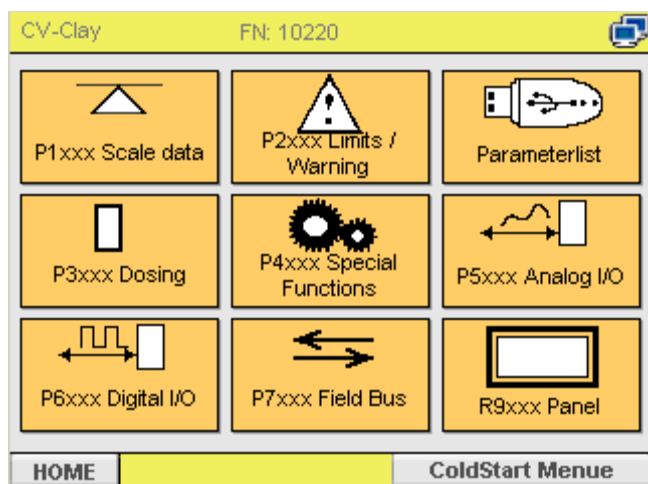 CV-Clay FN: 10220
P1xxx Scale data
P2xxx Limits /
Warning
Parameterlist
P3xxx Dosing
P4xxx Special
Functions
P5xxx Analog I/O
P6xxx Digital I/O
P7xxx Field Bus
R9xxx Panel
HOME
ColdStart Menue